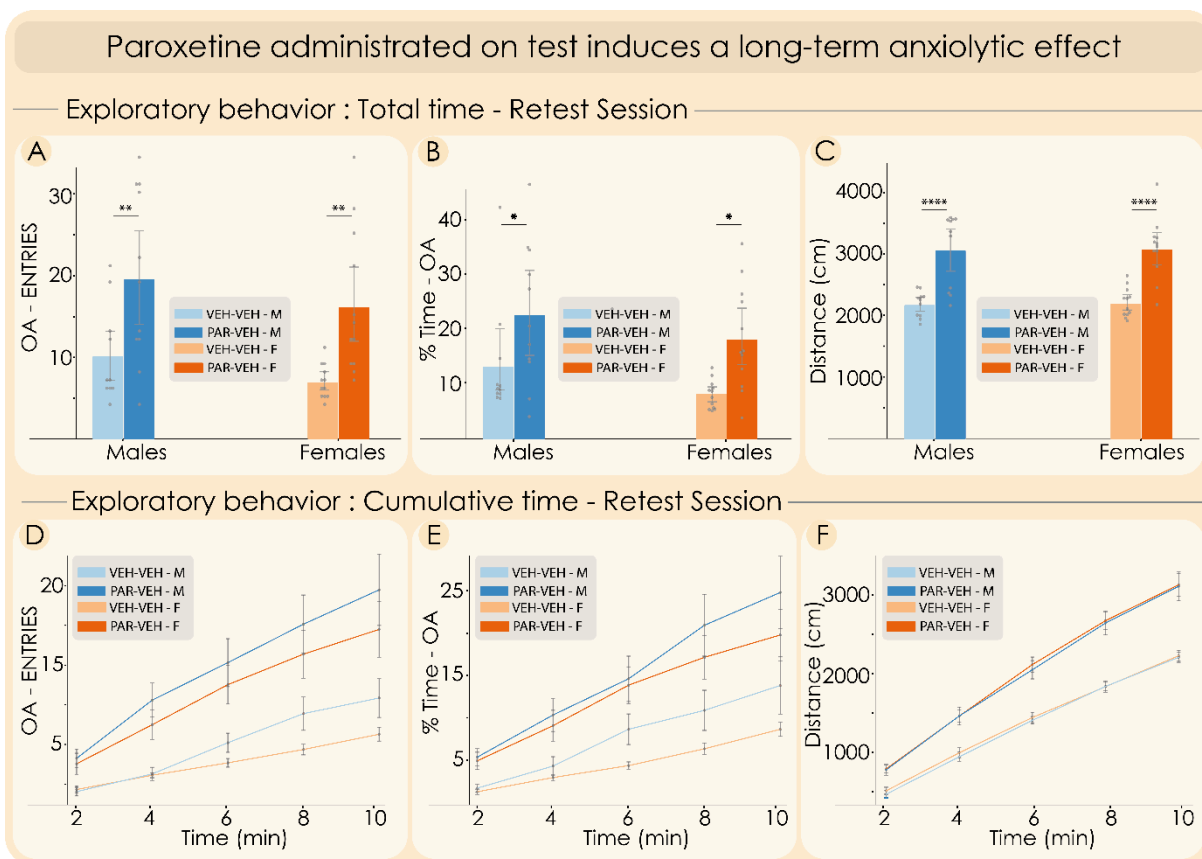 Paroxetine administrated on test induces a long-term anxiolytic effect
Exploratory behavior : Total time - Retest Session
A
OA - ENTRIES
30
20
10
**
**
VEH-VEH - M
PAR-VEH - M
VEH-VEH - F
PAR-VEH - F
Males
Females
B
% Time - OA
40
30
20
10
*
*
VEH-VEH - M
PAR-VEH - M
VEH-VEH - F
PAR-VEH - F
Males
Females
C
Distance (cm)
4000
3000
2000
1000
****
****
VEH-VEH - M
PAR-VEH - M
VEH-VEH - F
PAR-VEH - F
Males
Females
Exploratory behavior : Cumulative time - Retest Session
D
OA - ENTRIES
20
15
5
VEH-VEH - M
PAR-VEH - M
VEH-VEH - F
PAR-VEH - F
2 4 6 8 10
Time (min)
E
% Time - OA
25
15
5
VEH-VEH - M
PAR-VEH - M
VEH-VEH - F
PAR-VEH - F
2 4 6 8 10
Time (min)
F
Distance (cm)
3000
2000
1000
VEH-VEH - M
PAR-VEH - M
VEH-VEH - F
PAR-VEH - F
2 4 6 8 10
Time (min)